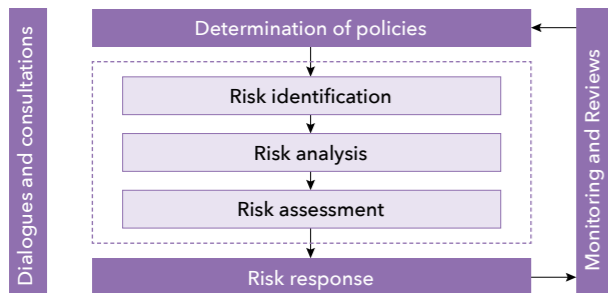 Dialogues and consultations
Determination of policies
Risk identification
Risk analysis
Risk assessment
Risk response
Monitoring and Reviews